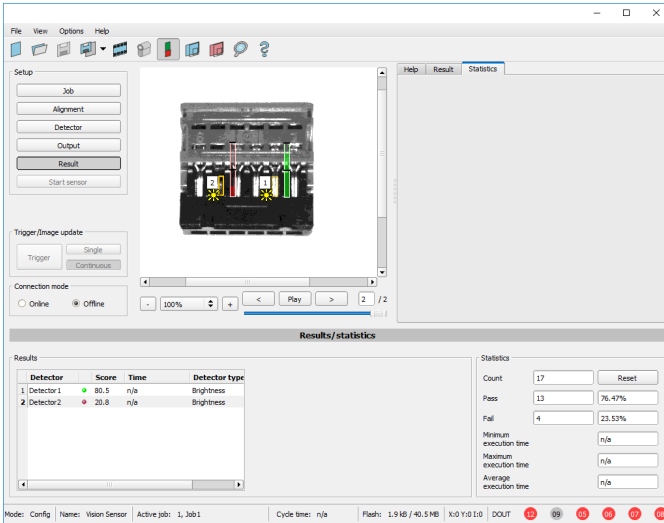 File View Options Help
Setup
Job
Alignment
Detector
Output
Result
Start sensor
Trigger/Image update
Trigger
Single
Continuous
Connection mode
Online Offline
2 1
- 100% + < Play > 2 / 2
Help Result Statistics
Results/statistics
Results
Detector Score Time Detector type
1 Detector1 80.5 n/a Brightness
2 Detector2 20.8 n/a Brightness
Statistics
Count 17 Reset
Pass 13 76.47%
Fail 4 23.53%
Minimum
execution time n/a
Maximum
execution time n/a
Average
execution time n/a
Mode: Config Name: Vision Sensor Active job: 1, Job1 Cycle time: n/a Flash: 1.9 kB / 40.5 MB X:0 Y:0 I:0 DOUT 12 09 05 06 07 08